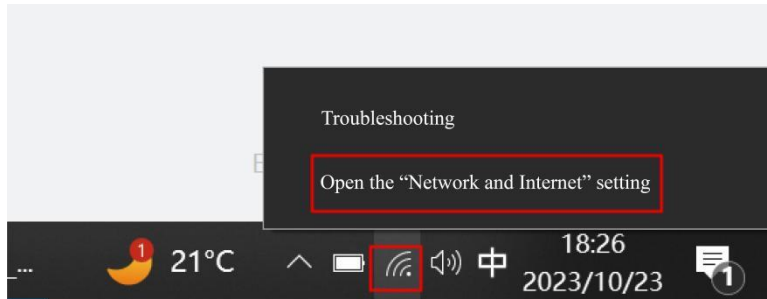 Troubleshooting
Open the “Network and Internet” setting
_...
1
21°C
中
18:26
2023/10/23
1